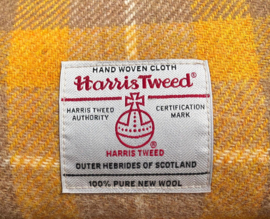 HAND WOVEN CLOTH
Harris Tweed®
HARRIS TWEED CERTIFICATION
AUTHORITY MARK
HARRIS TWEED
OUTER HEBRIDES OF SCOTLAND
100% PURE NEW WOOL